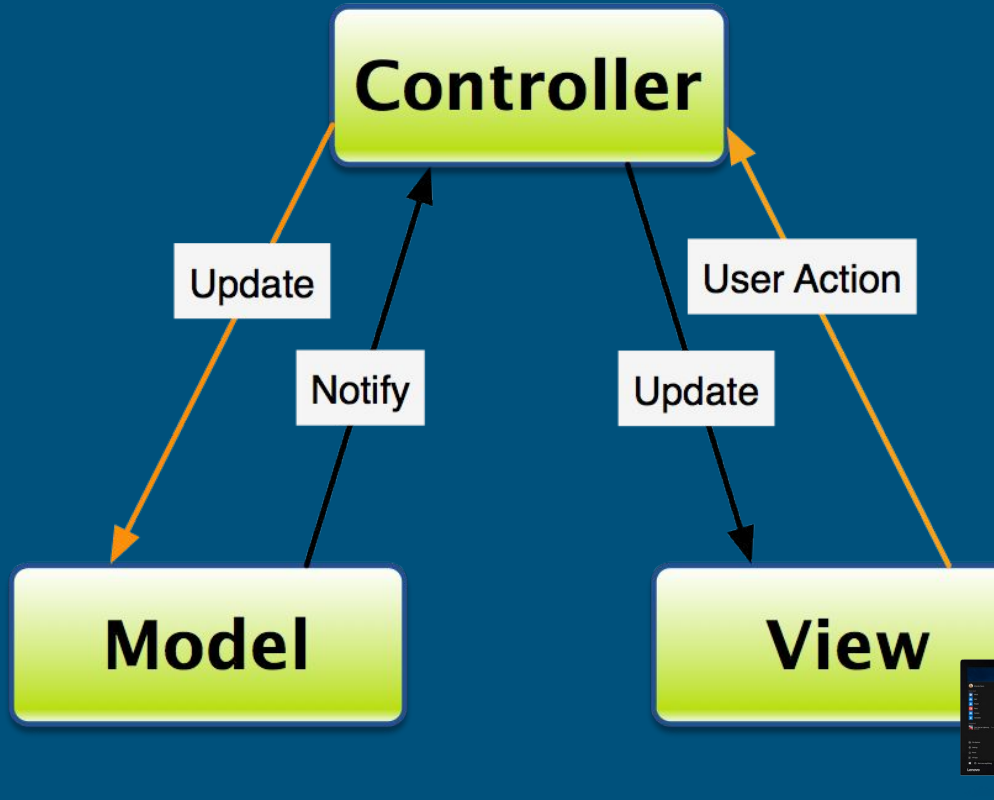 Controller
Update
User Action
Notify
Update
Model
View